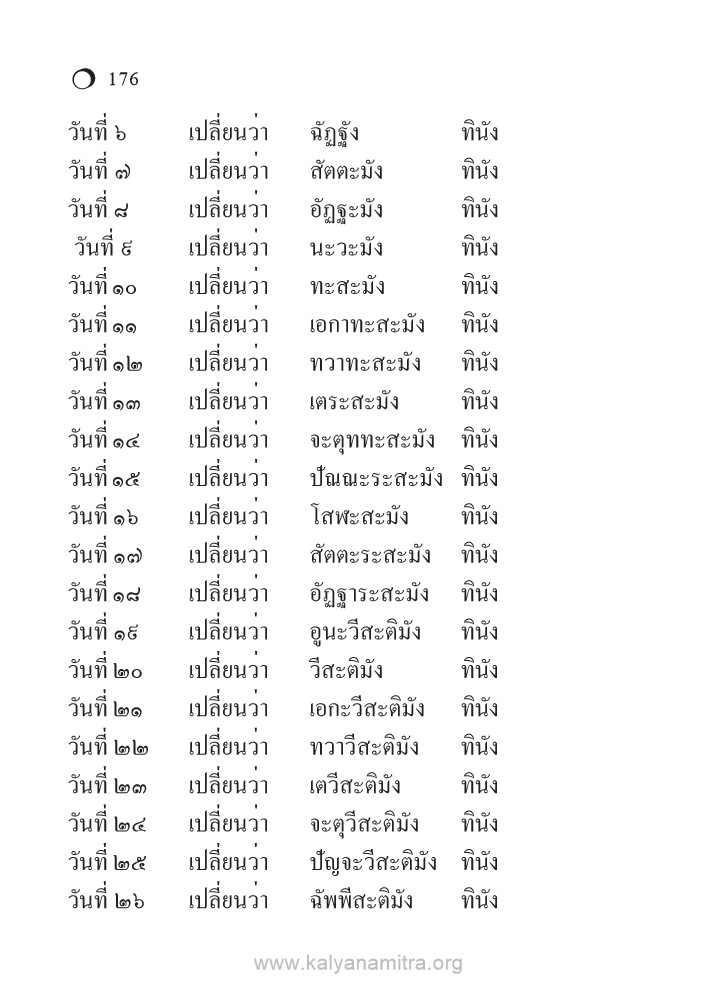 176
วันที่ ๖ เปลี่ยนว่า ฉัฏฐัง ทินัง
วันที่ ๗ เปลี่ยนว่า สัตตะมัง ทินัง
วันที่ ๘ เปลี่ยนว่า อัฏฐะมัง ทินัง
วันที่ ๙ เปลี่ยนว่า นะวะมัง ทินัง
วันที่ ๑๐ เปลี่ยนว่า ทะสะมัง ทินัง
วันที่ ๑๑ เปลี่ยนว่า เอกาทะสะมัง ทินัง
วันที่ ๑๒ เปลี่ยนว่า ทวาทะสะมัง ทินัง
วันที่ ๑๓ เปลี่ยนว่า เตระสะมัง ทินัง
วันที่ ๑๔ เปลี่ยนว่า จะตุททะสะมัง ทินัง
วันที่ ๑๕ เปลี่ยนว่า ปัณณะระสะมัง ทินัง
วันที่ ๑๖ เปลี่ยนว่า โสฬะสะมัง ทินัง
วันที่ ๑๗ เปลี่ยนว่า สัตตะระสะมัง ทินัง
วันที่ ๑๘ เปลี่ยนว่า อัฏฐาระสะมัง ทินัง
วันที่ ๑๙ เปลี่ยนว่า อูนะวีสะติมัง ทินัง
วันที่ ๒๐ เปลี่ยนว่า วีสะติมัง ทินัง
วันที่ ๒๑ เปลี่ยนว่า เอกะวีสะติมัง ทินัง
วันที่ ๒๒ เปลี่ยนว่า ทวาวีสะติมัง ทินัง
วันที่ ๒๓ เปลี่ยนว่า เตวีสะติมัง ทินัง
วันที่ ๒๔ เปลี่ยนว่า จะตุวีสะติมัง ทินัง
วันที่ ๒๕ เปลี่ยนว่า ปัญจะวีสะติมัง ทินัง
วันที่ ๒๖ เปลี่ยนว่า ฉัพพีสะติมัง ทินัง
www.kalyanamitra.org